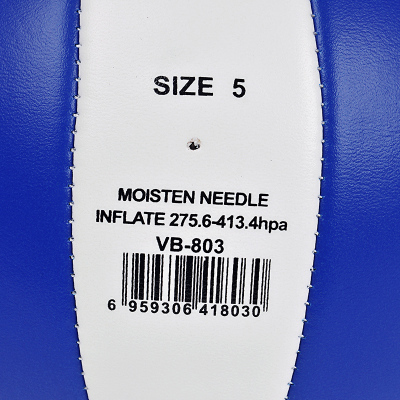 SIZE 5
MOISTEN NEEDLE
INFLATE 275.6-413.4hpa
VB-803
6 959306 418030